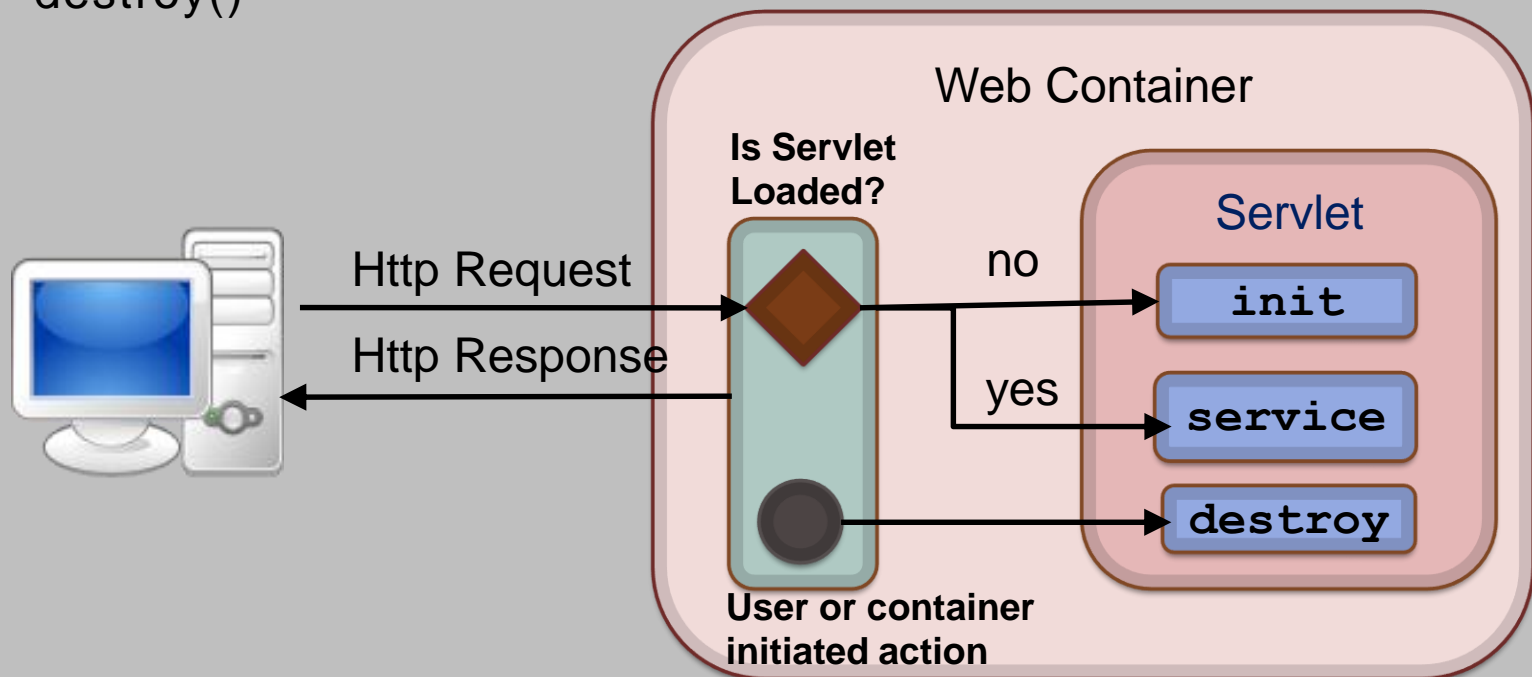 destroy()
Web Container
Is Servlet
Loaded?
Servlet
Http Request
no
init
Http Response
yes
service
destroy
User or container
initiated action